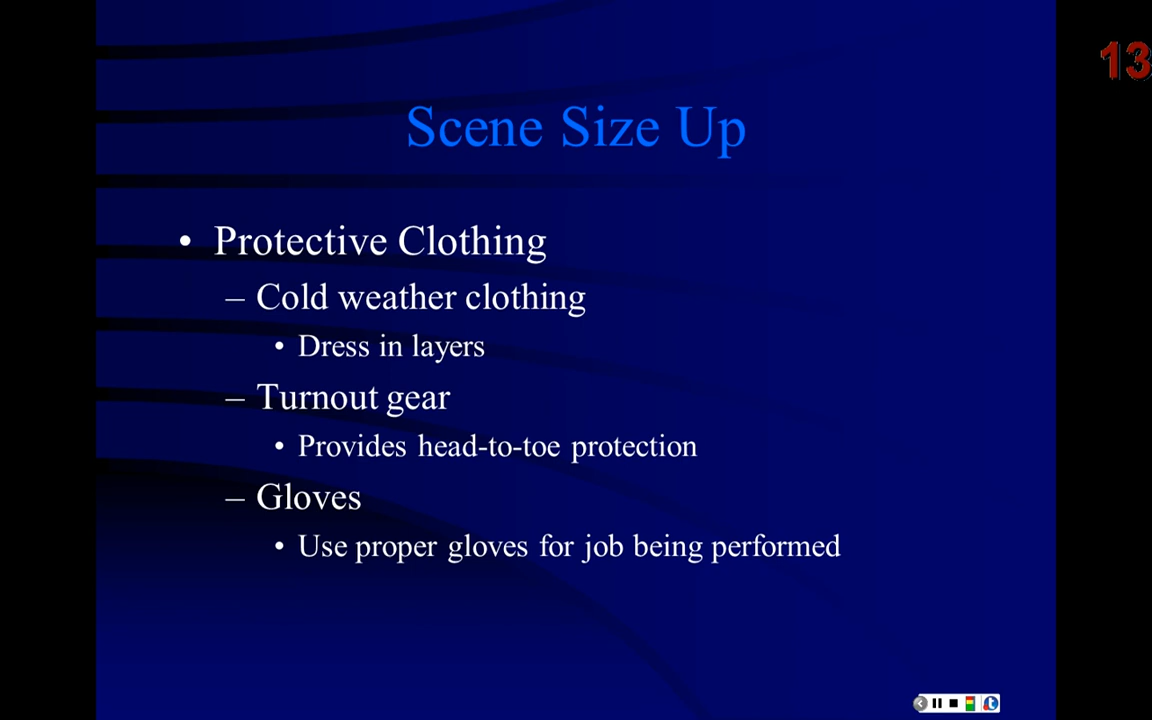 13
Scene Size Up
• Protective Clothing
– Cold weather clothing
• Dress in layers
– Turnout gear
• Provides head-to-toe protection
– Gloves
• Use proper gloves for job being performed